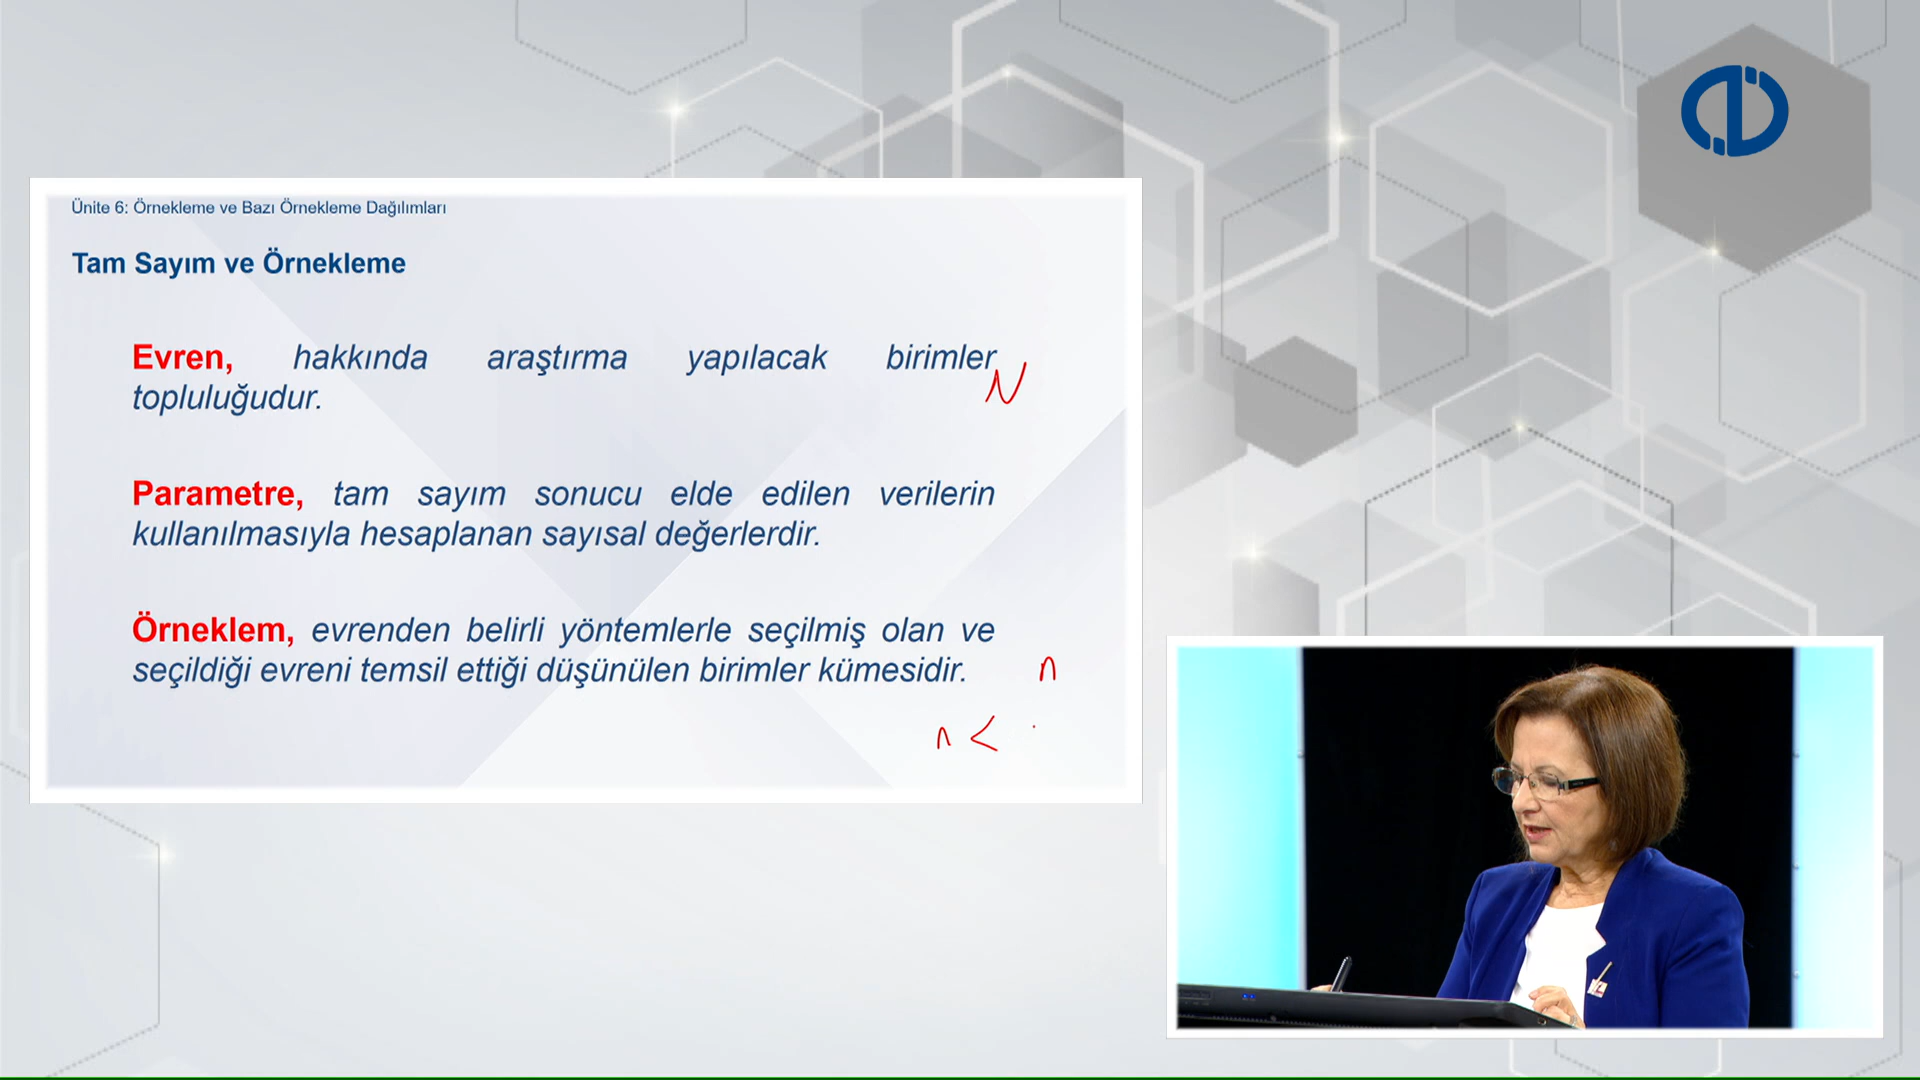 Ünite 6: Örnekleme ve Bazı Örnekleme Dağılımları
Tam Sayım ve Örnekleme
Evren, hakkında araştırma yapılacak birimler
topluluğudur.
N
Parametre, tam sayım sonucu elde edilen verilerin
kullanılmasıyla hesaplanan sayısal değerlerdir.
Örneklem, evrenden belirli yöntemlerle seçilmiş olan ve
seçildiği evreni temsil ettiği düşünülen birimler kümesidir.
n
n <